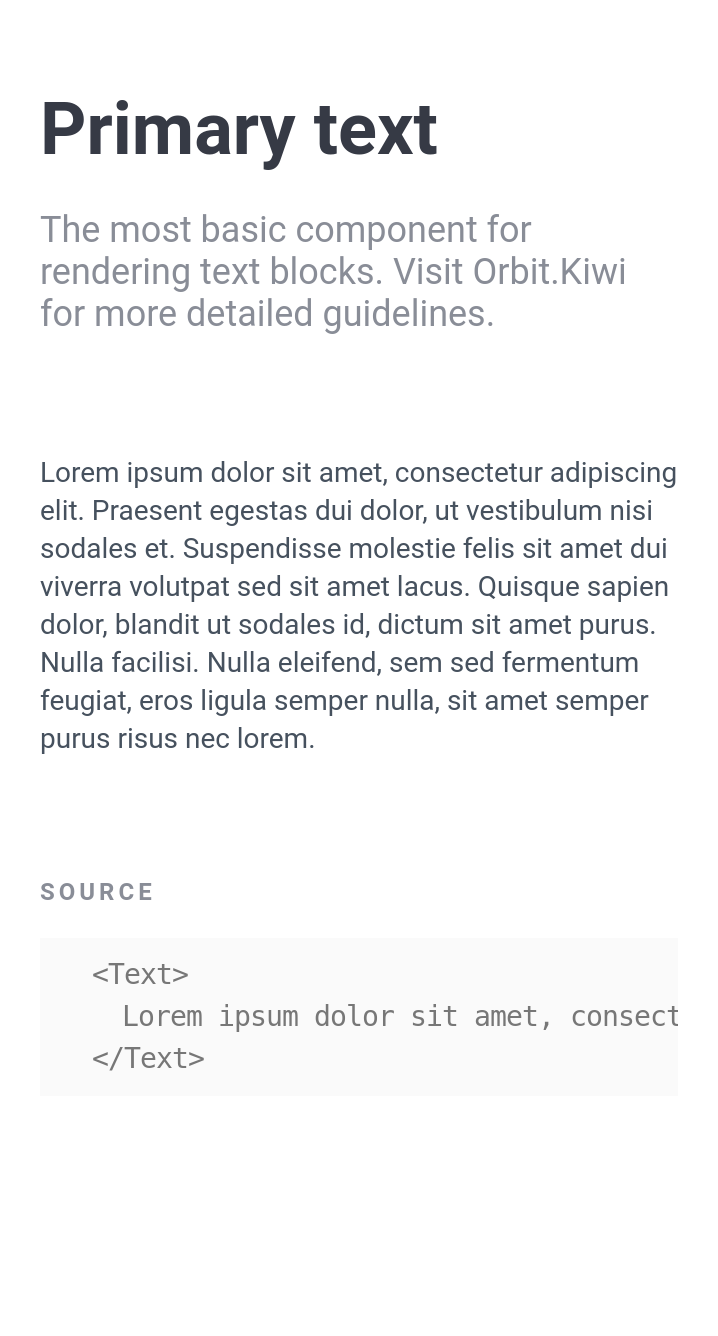 Primary text
The most basic component for
rendering text blocks. Visit Orbit.Kiwi
for more detailed guidelines.
Lorem ipsum dolor sit amet, consectetur adipiscing
elit. Praesent egestas dui dolor, ut vestibulum nisi
sodales et. Suspendisse molestie felis sit amet dui
viverra volutpat sed sit amet lacus. Quisque sapien
dolor, blandit ut sodales id, dictum sit amet purus.
Nulla facilisi. Nulla eleifend, sem sed fermentum
feugiat, eros ligula semper nulla, sit amet semper
purus risus nec lorem.
SOURCE
<Text>
Lorem ipsum dolor sit amet, consect
</Text>